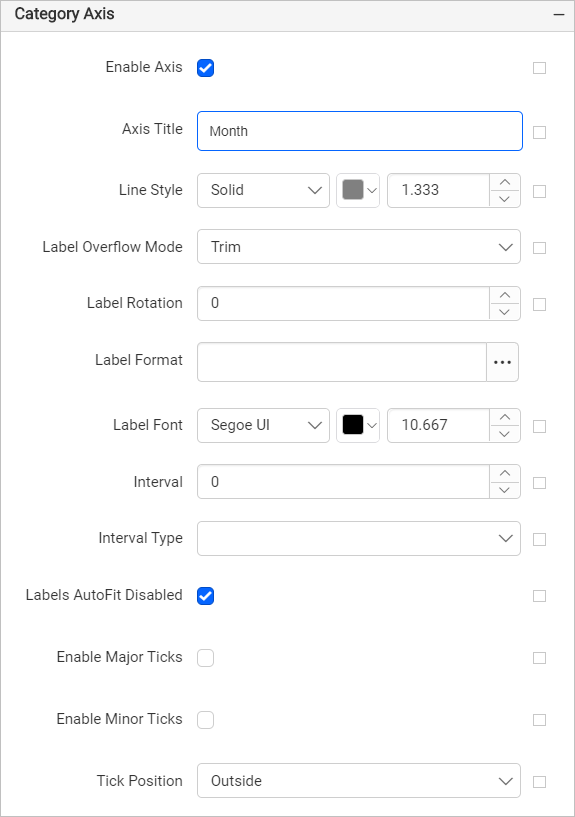 Category Axis
Enable Axis
Axis Title Month
Line Style Solid 1.333
Label Overflow Mode Trim
Label Rotation 0
Label Format ...
Label Font Segoe UI 10.667
Interval 0
Interval Type
Labels AutoFit Disabled
Enable Major Ticks
Enable Minor Ticks
Tick Position Outside